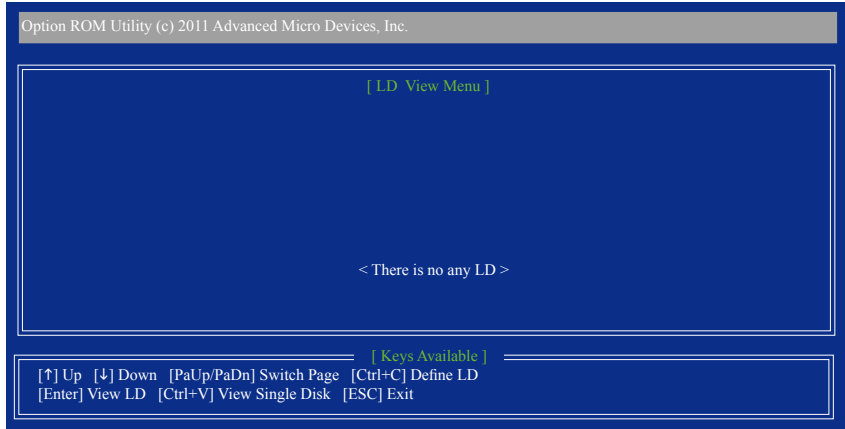 Option ROM Utility (c) 2011 Advanced Micro Devices, Inc.
[ LD View Menu ]
< There is no any LD >
[ Keys Available ]
[↑] Up [↓] Down [PaUp/PaDn] Switch Page [Ctrl+C] Define LD
[Enter] View LD [Ctrl+V] View Single Disk [ESC] Exit